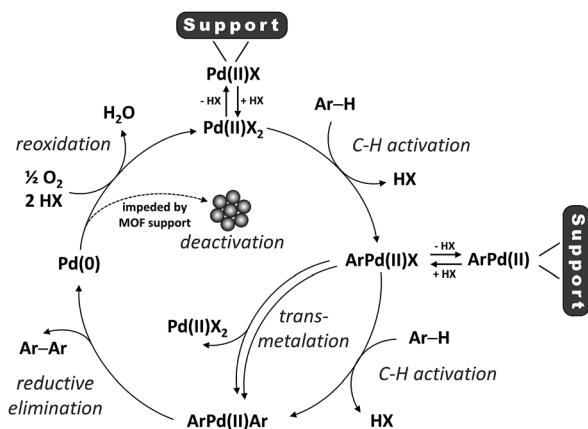 Support
Pd(II)X
- HX + HX
Pd(II)X₂
H₂O
reoxidation
½ O₂
2 HX
Ar–H
C-H activation
HX
impeded by
MOF support
deactivation
Pd(0)
ArPd(II)X
- HX
+ HX
ArPd(II)
Support
Pd(II)X₂
trans-
metalation
Ar–H
C-H activation
HX
Ar–Ar
reductive
elimination
ArPd(II)Ar